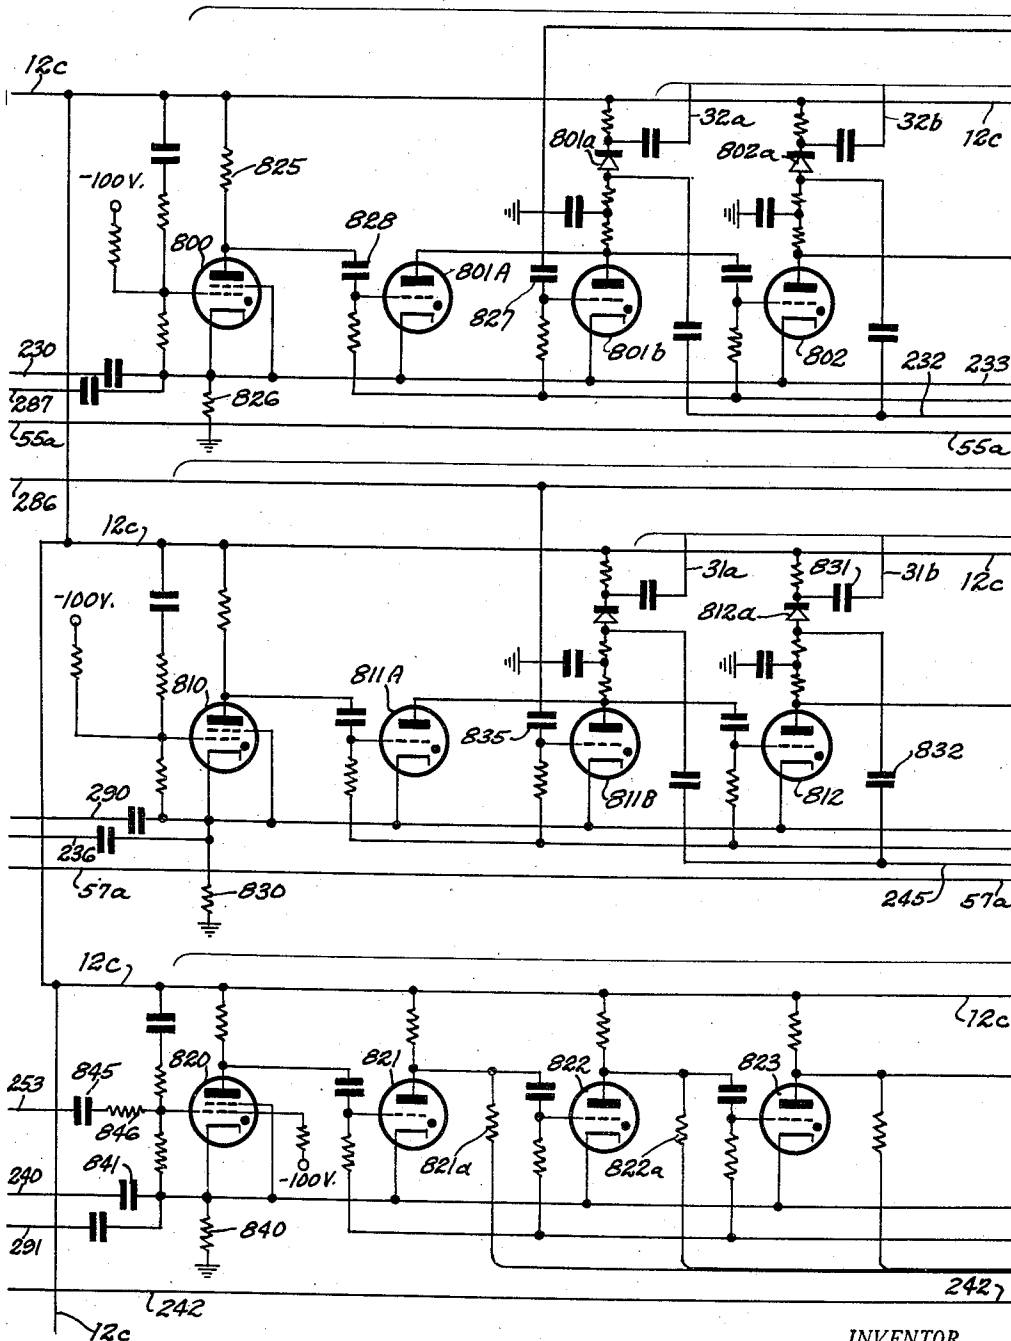 12c
32a
32b
12c
801a
802a
-100V.
825
800
828
801A
827
801b
802
230
287
826
232
233
55a
55a
286
12c
31a
831
31b
12c
-100V.
812a
810
811A
835
811B
812
832
290
236
57a
830
245
57a
12c
12c
253
845
820
821
822
823
846
841
821a
822a
-100V.
240
291
840
242
242
12c
INVENTOR